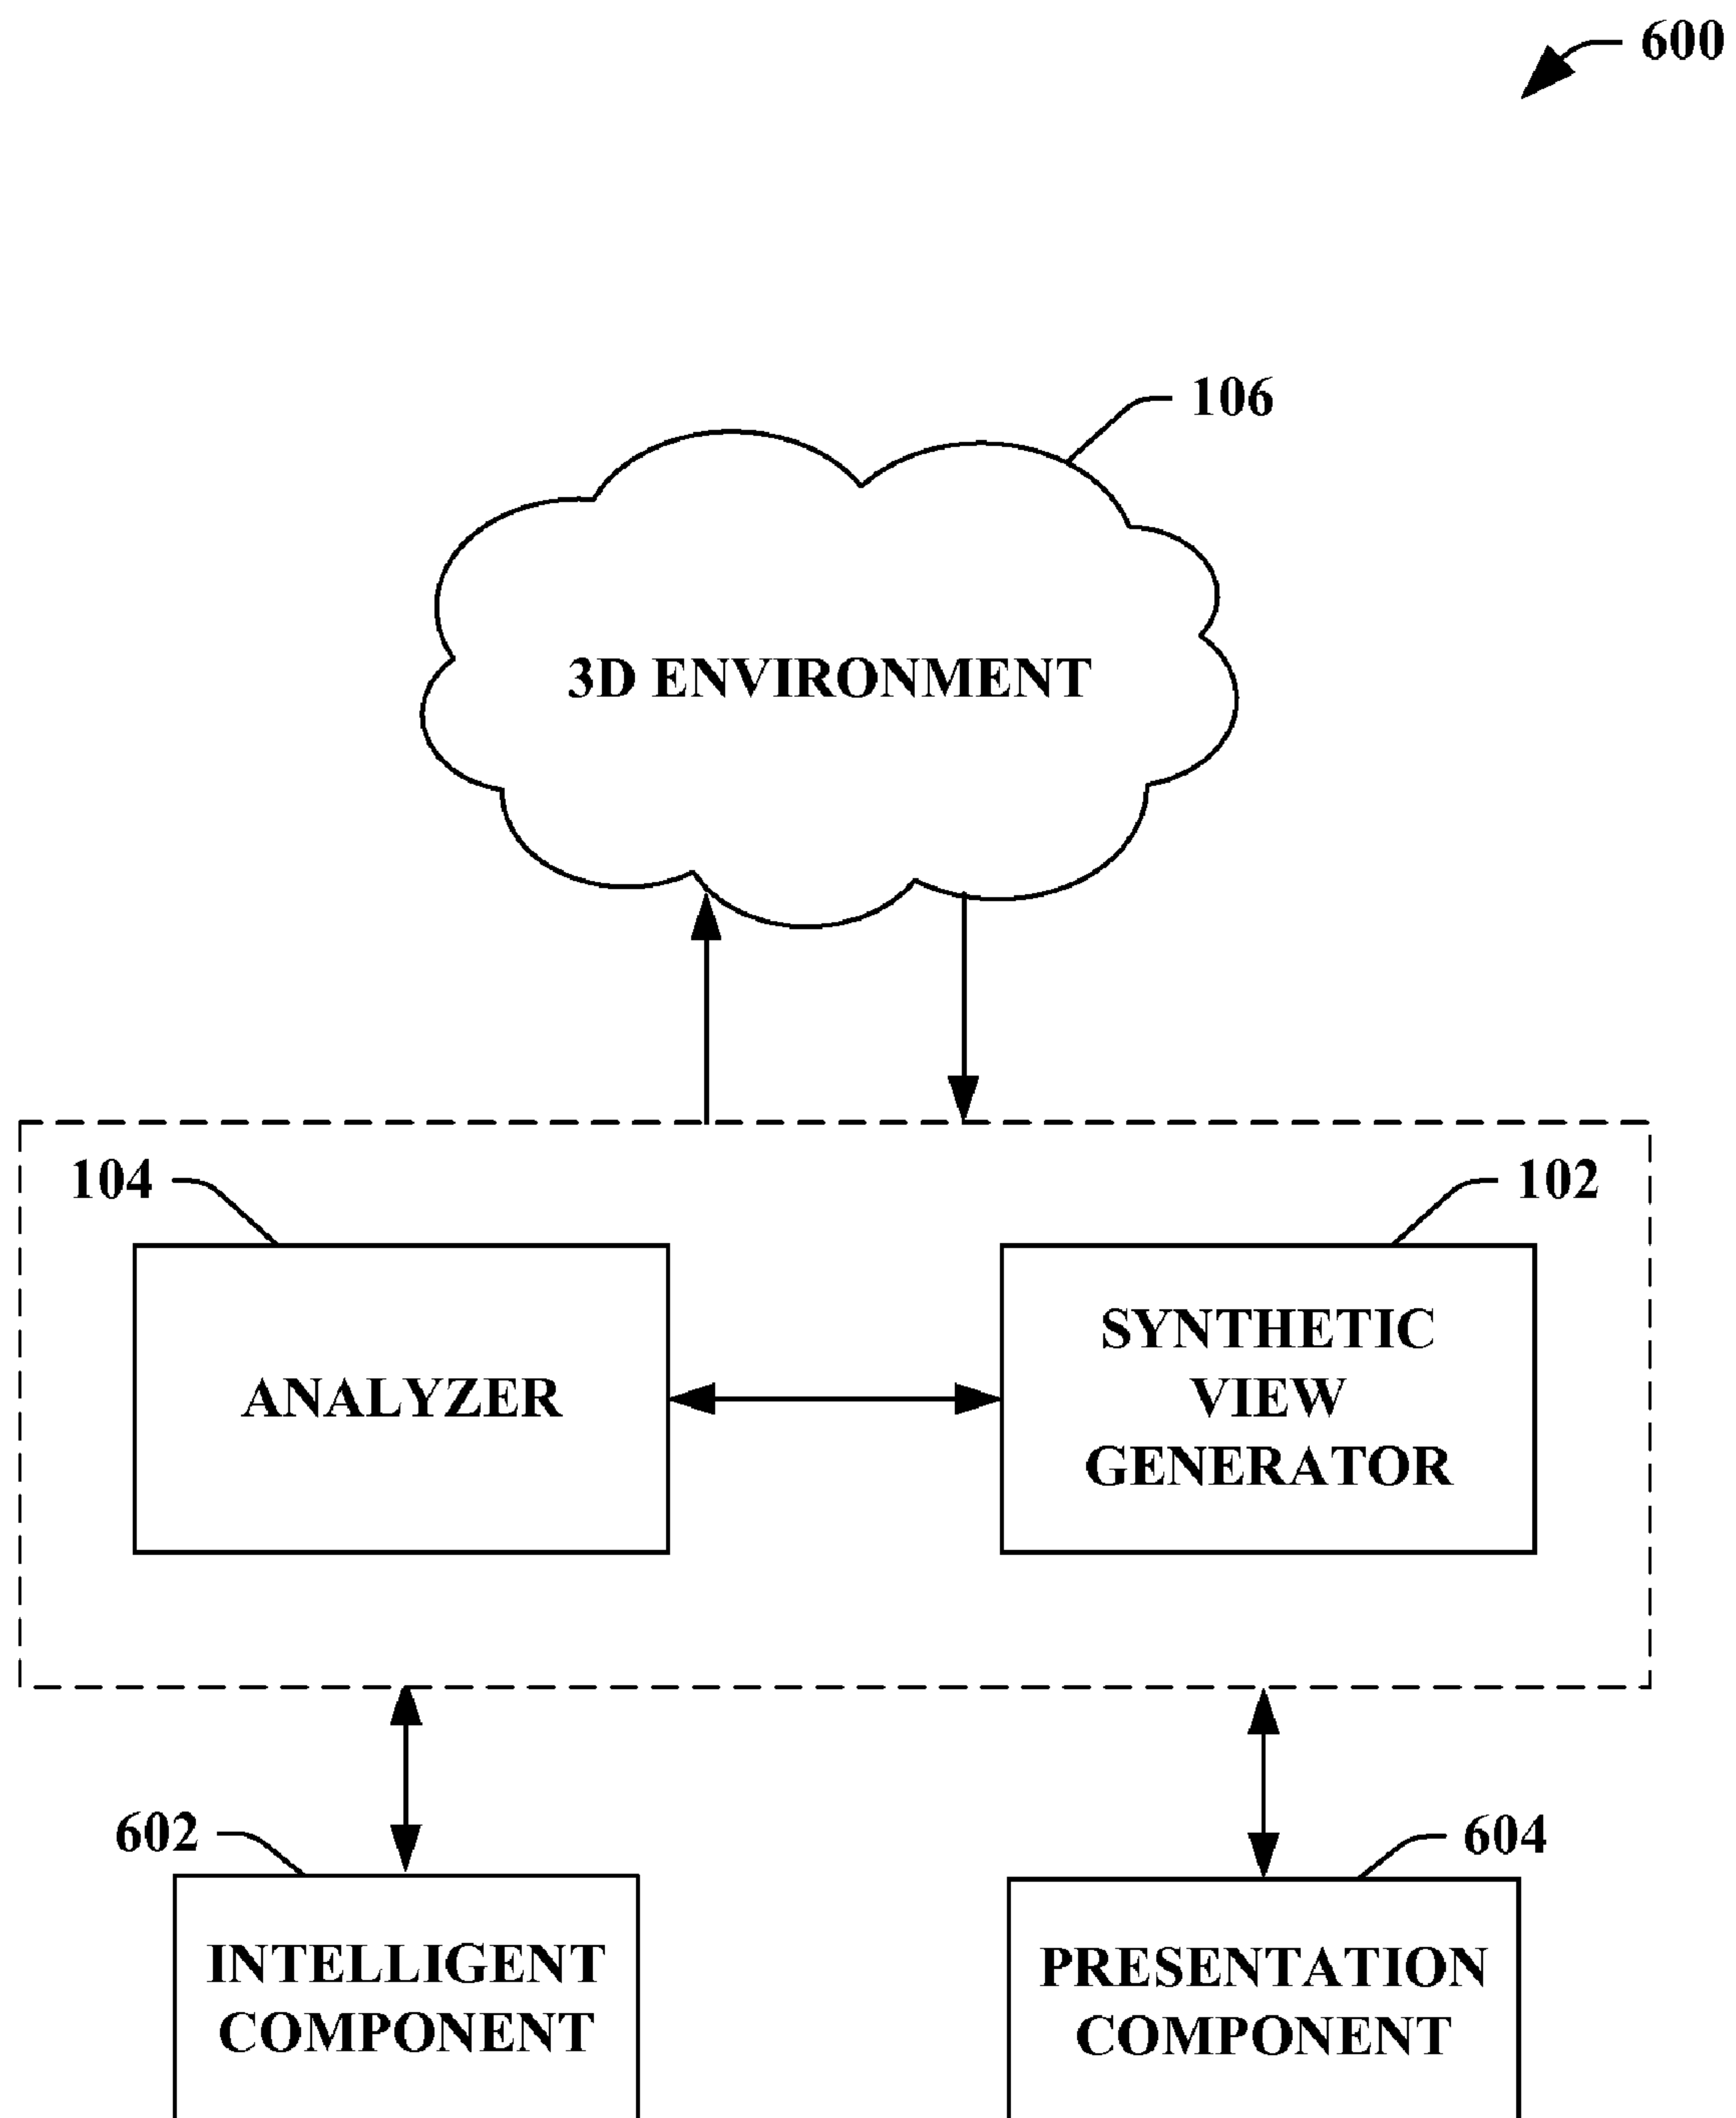 600
106
3D ENVIRONMENT
104
102
ANALYZER
SYNTHETIC
VIEW
GENERATOR
602
604
INTELLIGENT
COMPONENT
PRESENTATION
COMPONENT